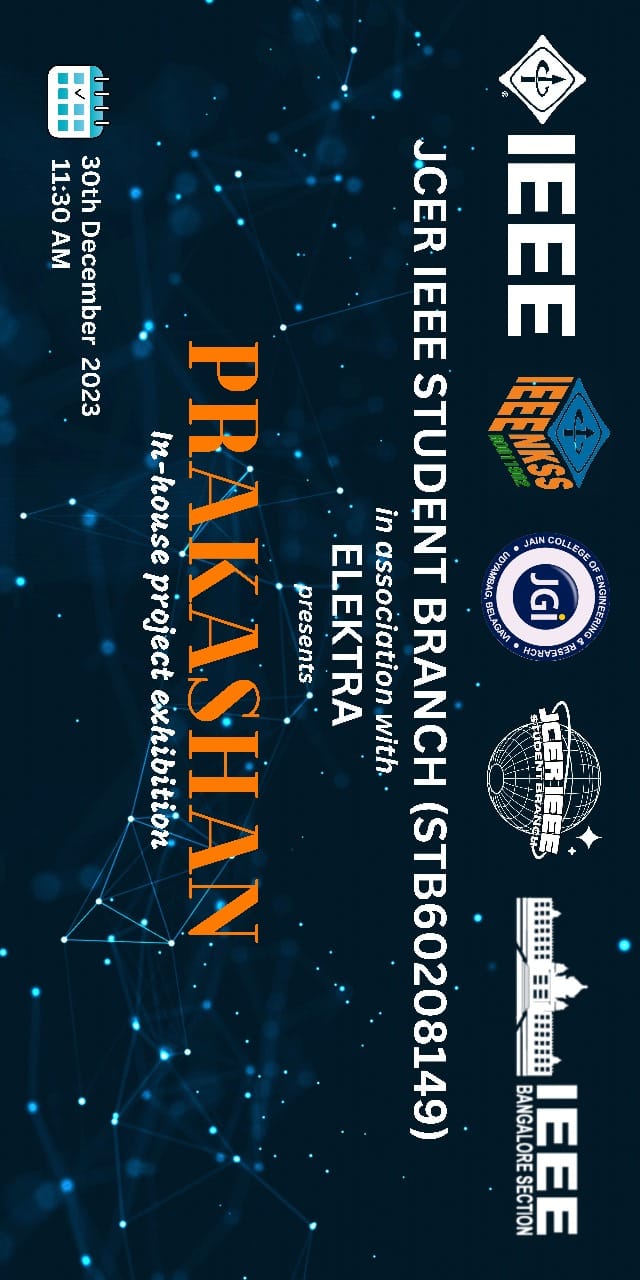 IEEE
IEEE NKSS
JAIN COLLEGE OF ENGINEERING & RESEARCH
UDYAMBAG, BELAGAVI
JGi
JCER IEEE
STUDENT BRANCH
IEEE
BANGALORE SECTION
JCER IEEE STUDENT BRANCH (STB60208149)
in association with
ELEKTRA
presents
PRAKASHAN
In-house project exhibition
30th December 2023
11:30 AM